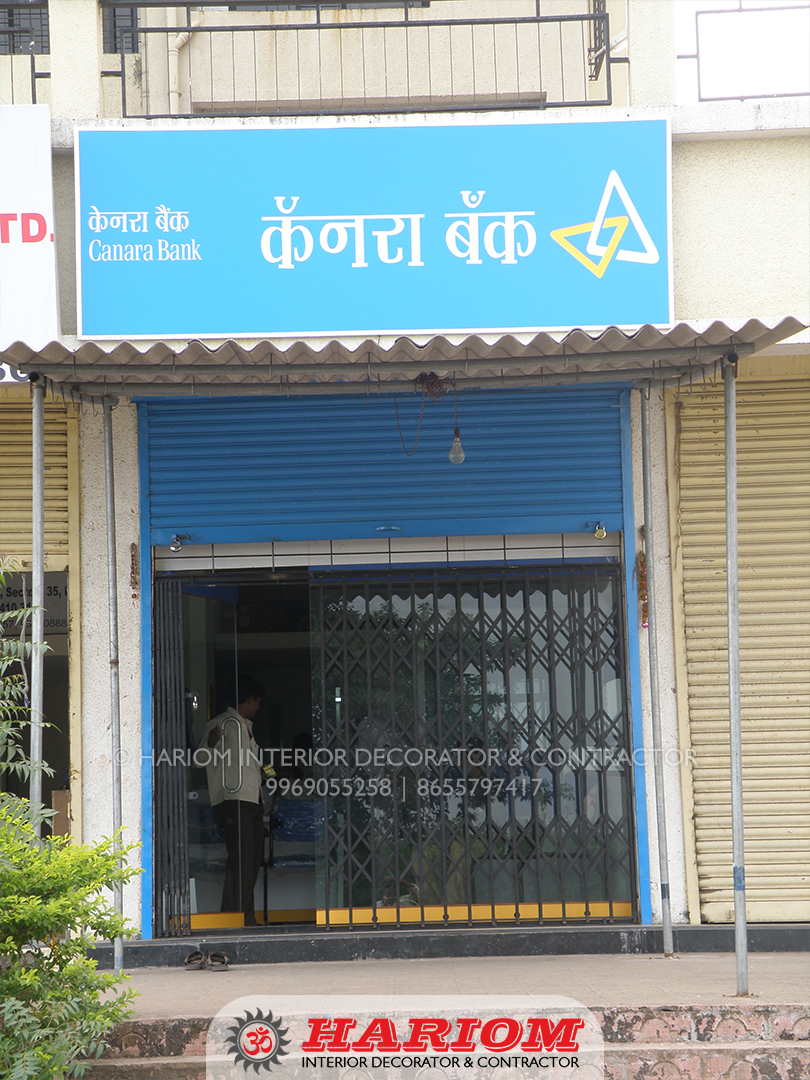 केनरा बैंक
Canara Bank
कॅनरा बँक
TD.
© HARIOM INTERIOR DECORATOR & CONTRACTOR
9969055258 | 8655797417
HARIOM
INTERIOR DECORATOR & CONTRACTOR